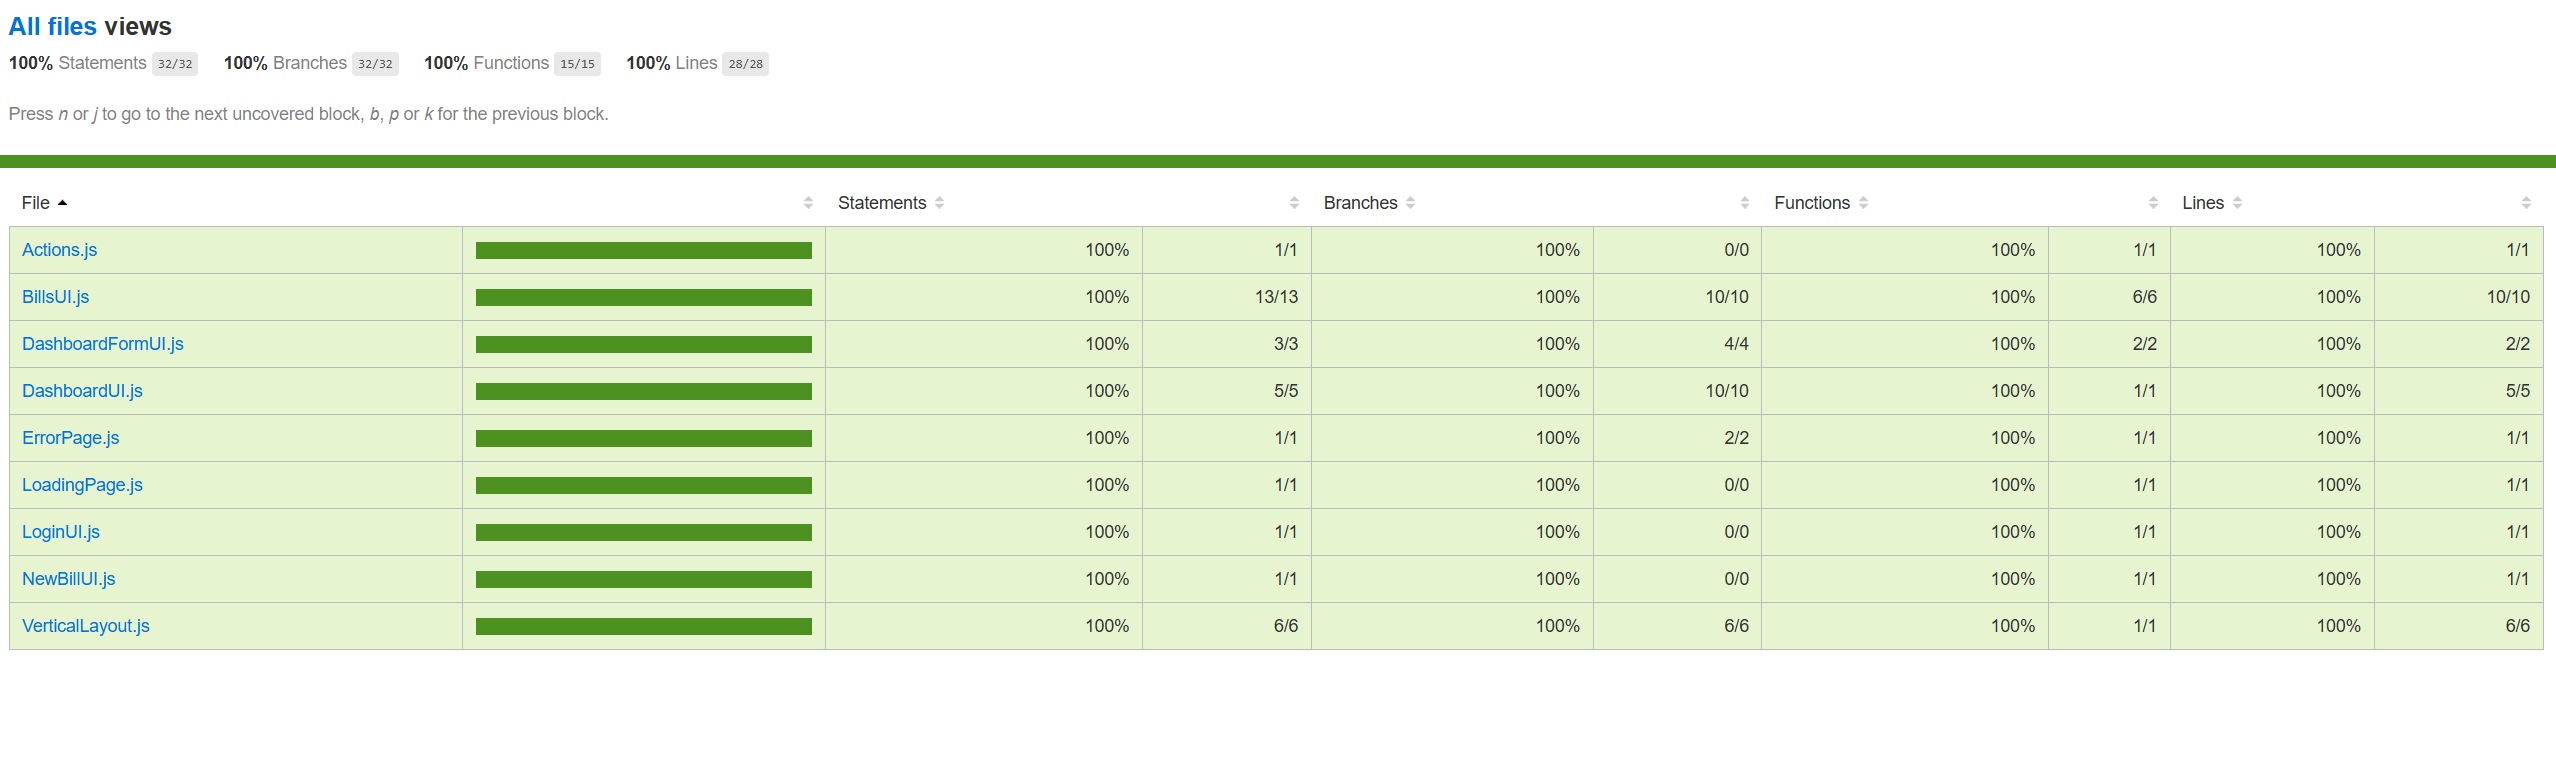 All files views
100% Statements 32/32 100% Branches 32/32 100% Functions 15/15 100% Lines 28/28
Press n or j to go to the next uncovered block, b, p or k for the previous block.
File Statements Branches Functions Lines
Actions.js 100% 1/1 100% 0/0 100% 1/1 100% 1/1
BillsUI.js 100% 13/13 100% 10/10 100% 6/6 100% 10/10
DashboardFormUI.js 100% 3/3 100% 4/4 100% 2/2 100% 2/2
DashboardUI.js 100% 5/5 100% 10/10 100% 1/1 100% 5/5
ErrorPage.js 100% 1/1 100% 2/2 100% 1/1 100% 1/1
LoadingPage.js 100% 1/1 100% 0/0 100% 1/1 100% 1/1
LoginUI.js 100% 1/1 100% 0/0 100% 1/1 100% 1/1
NewBillUI.js 100% 1/1 100% 0/0 100% 1/1 100% 1/1
VerticalLayout.js 100% 6/6 100% 6/6 100% 1/1 100% 6/6